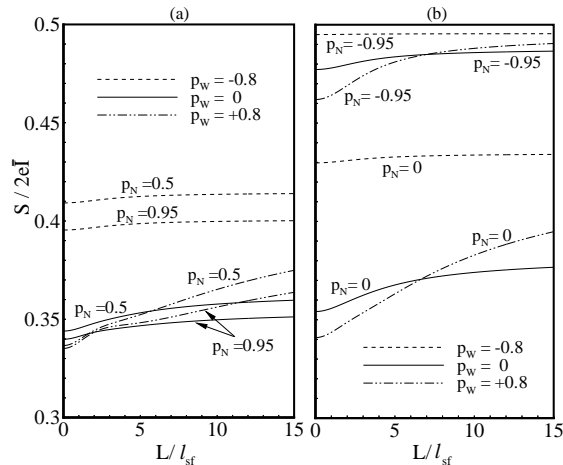 (a)
(b)
S / 2eĪ
0.5
0.45
0.4
0.35
0.3
p_W = -0.8
p_W = 0
p_W = +0.8
p_N =0.5
p_N =0.95
p_N =0.5
p_N =0.5
p_N =0.95
0 5 10 15
L/ l_sf
p_N = -0.95
p_N = -0.95
p_N = -0.95
p_N = 0
p_N = 0
p_N = 0
p_W = -0.8
p_W = 0
p_W = +0.8
0 5 10 15
L/ l_sf